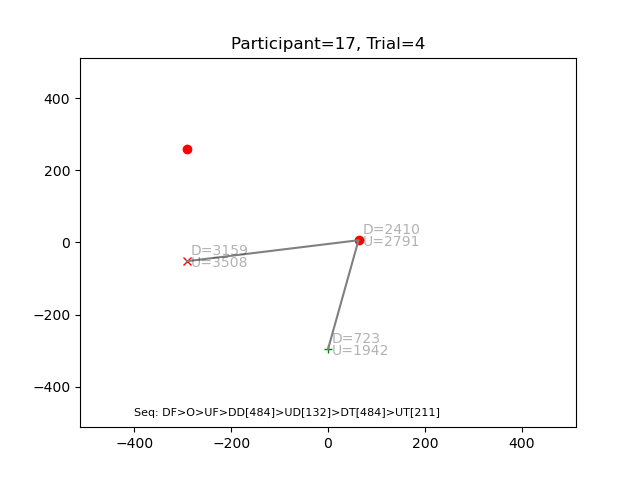 Participant=17, Trial=4
400
200
0
−200
−400
D=2410
U=2791
D=3159
U=3508
D=723
U=1942
Seq: DF>O>UF>DD[484]>UD[132]>DT[484]>UT[211]
−400
−200
0
200
400